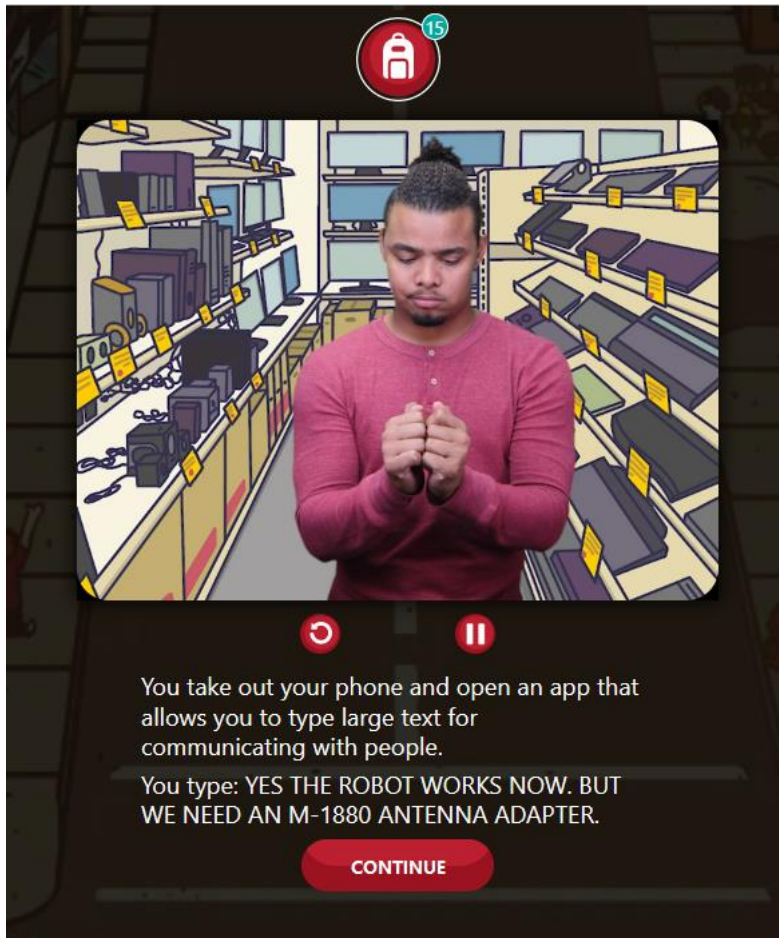 15
You take out your phone and open an app that
allows you to type large text for
communicating with people.
You type: YES THE ROBOT WORKS NOW. BUT
WE NEED AN M-1880 ANTENNA ADAPTER.
CONTINUE